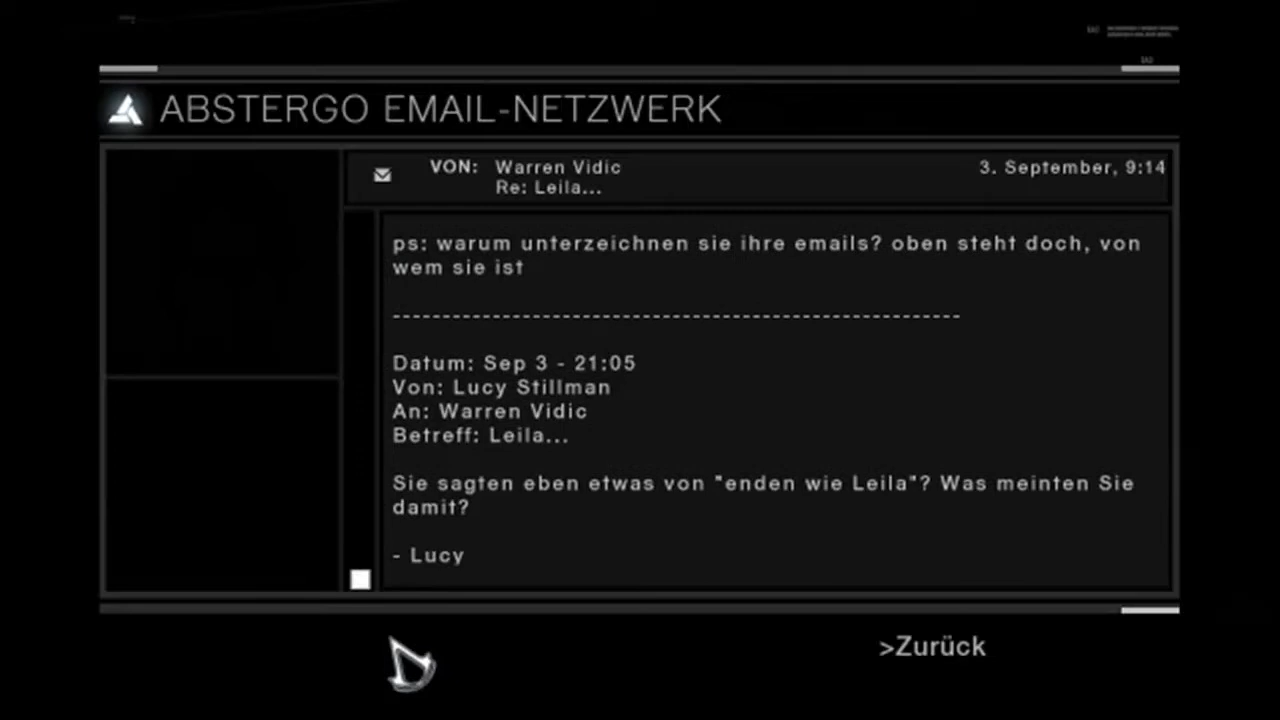 ABSTERGO EMAIL-NETZWERK
VON: Warren Vidic 3. September, 9:14
Re: Leila...
ps: warum unterzeichnen sie ihre emails? oben steht doch, von
wem sie ist
---------------------------------------------------------
Datum: Sep 3 - 21:05
Von: Lucy Stillman
An: Warren Vidic
Betreff: Leila...
Sie sagten eben etwas von "enden wie Leila"? Was meinten Sie
damit?
- Lucy
>Zurück